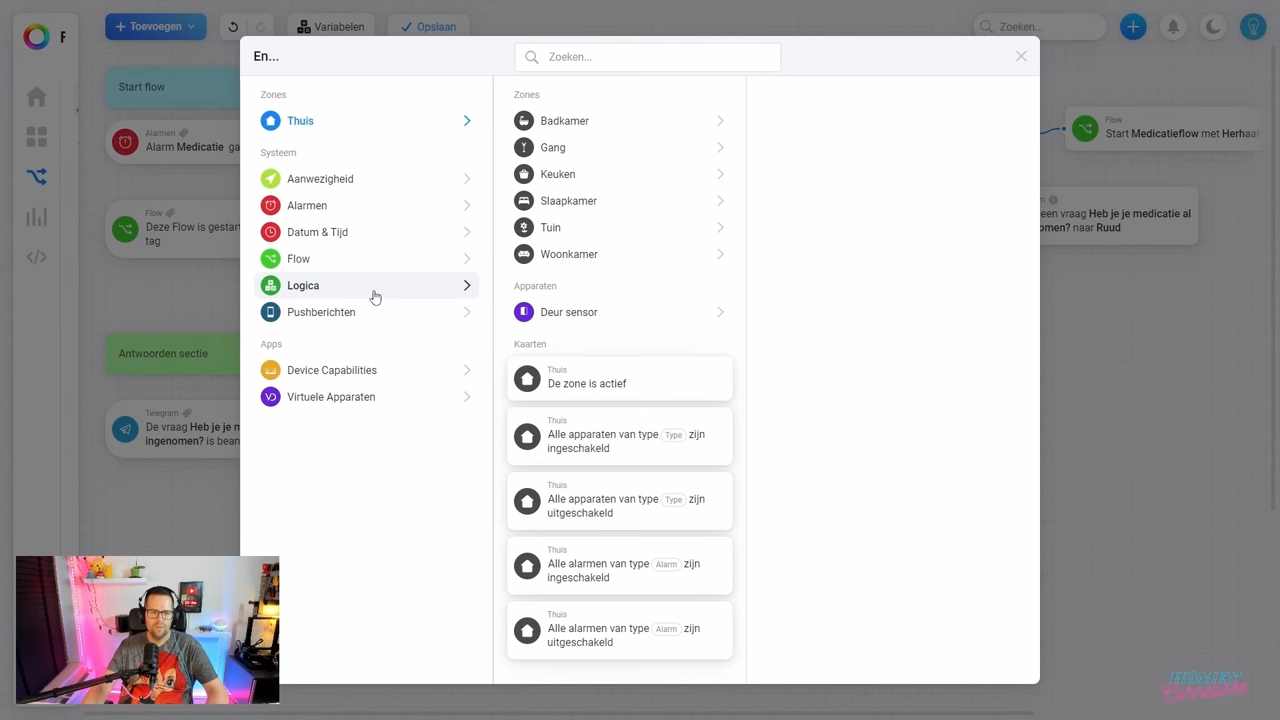 Toevoegen
Variabelen
Opslaan
Zoeken...
En...
Zoeken...
Start flow
Alarmen
Alarm Medicatie ga
Flow
Deze Flow is gestart
tag
Antwoorden sectie
Telegram
De vraag Heb je je m
ingenomen? is bean
Zones
Thuis
Systeem
Aanwezigheid
Alarmen
Datum & Tijd
Flow
Logica
Pushberichten
Apps
Device Capabilities
VD Virtuele Apparaten
Zones
Badkamer
Gang
Keuken
Slaapkamer
Tuin
Woonkamer
Apparaten
Deur sensor
Kaarten
Thuis
De zone is actief
Thuis
Alle apparaten van type Type zijn
ingeschakeld
Thuis
Alle apparaten van type Type zijn
uitgeschakeld
Thuis
Alle alarmen van type Alarm zijn
ingeschakeld
Thuis
Alle alarmen van type Alarm zijn
uitgeschakeld
Flow
Start Medicatieflow met Herhaal
een vraag Heb je je medicatie al
omen? naar Ruud
HOMEY